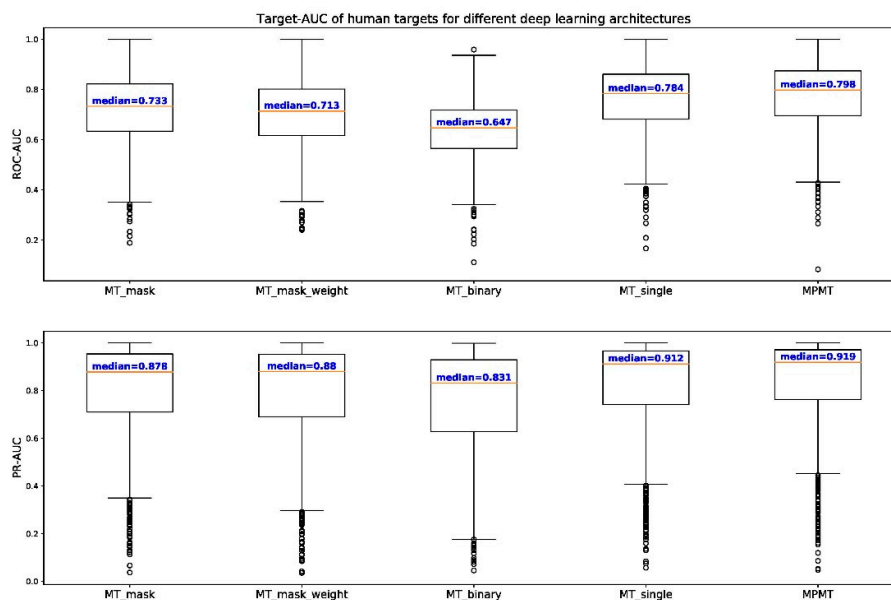 Target-AUC of human targets for different deep learning architectures
ROC-AUC
1.0
0.8
0.6
0.4
0.2
median=0.733
median=0.713
median=0.647
median=0.784
median=0.798
MT_mask
MT_mask_weight
MT_binary
MT_single
MPMT
PR-AUC
1.0
0.8
0.6
0.4
0.2
0.0
median=0.878
median=0.88
median=0.831
median=0.912
median=0.919
MT_mask
MT_mask_weight
MT_binary
MT_single
MPMT